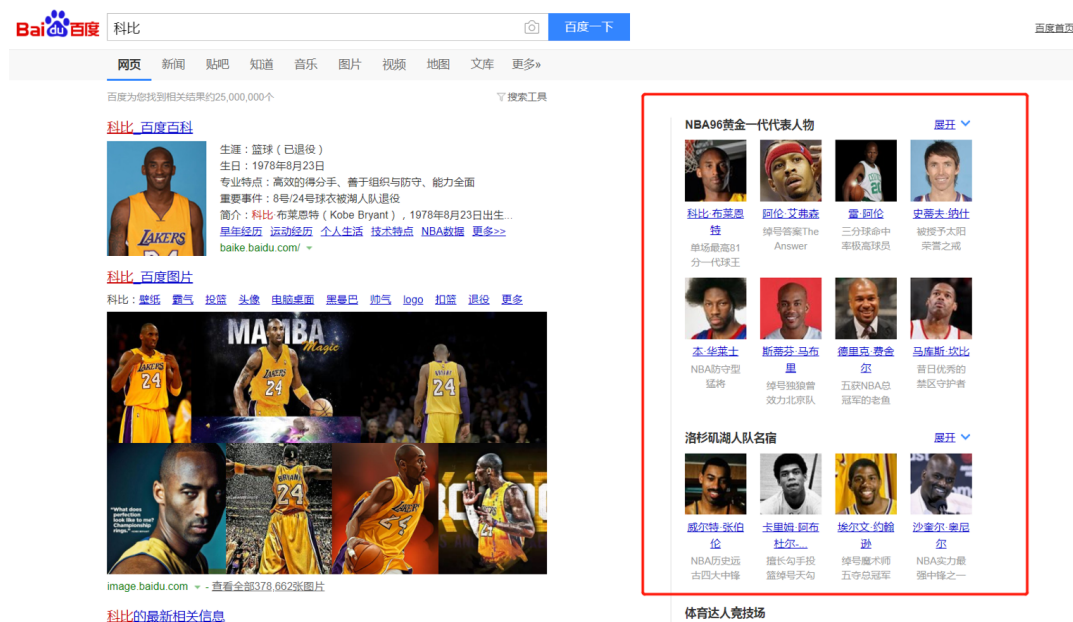 Bai du 百度
科比
百度一下
百度首页
网页 新闻 贴吧 知道 音乐 图片 视频 地图 文库 更多»
百度为您找到相关结果约25,000,000个
搜索工具
科比_百度百科
生涯：篮球（已退役）
生日：1978年8月23日
专业特点：高效的得分手、善于组织与防守、能力全面
重要事件：8号/24号球衣被湖人队退役
简介：科比·布莱恩特（Kobe Bryant），1978年8月23日出生...
早年经历 运动经历 个人生活 技术特点 NBA数据 更多>>
baike.baidu.com/
LAKERS
科比_百度图片
科比：壁纸 霸气 投篮 头像 电脑桌面 黑曼巴 帅气 logo 扣篮 退役 更多
MAMBA
Magic
LAKERS
24
LAKERS
24
BRYANT
24
"What does
perfection
look like to me?
Championship
rings."
BRYANT
24
image.baidu.com - 查看全部378,662张图片
科比的最新相关信息
NBA96黄金一代代表人物
展开
科比·布莱恩
特
单场最高81
分一代球王
阿伦·艾弗森
绰号答案The
Answer
雷·阿伦
三分球命中
率极高球员
史蒂夫·纳什
被授予太阳
荣誉之戒
本·华莱士
NBA防守型
猛将
斯蒂芬·马布
里
绰号独狼曾
效力北京队
德里克·费舍
尔
五获NBA总
冠军的老鱼
马库斯·坎比
昔日优秀的
禁区守护者
洛杉矶湖人队名宿
展开
威尔特·张伯
伦
NBA历史远
古四大中锋
卡里姆·阿布
杜尔-...
擅长勾手投
篮绰号天勾
埃尔文·约翰
逊
绰号魔术师
五夺总冠军
沙奎尔·奥尼
尔
NBA实力最
强中锋之一
体育达人竞技场